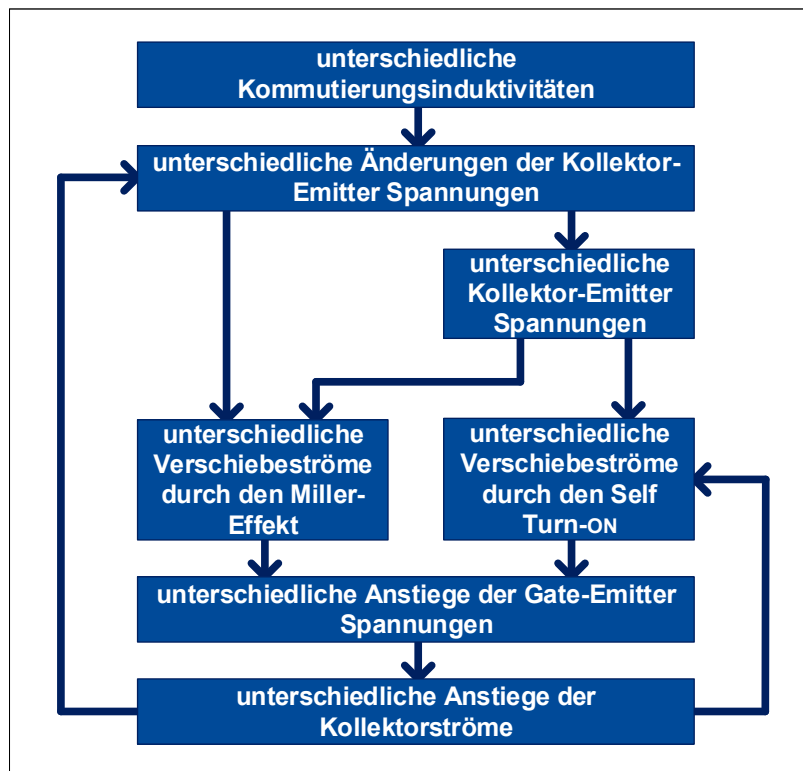 unterschiedliche
Kommutierungsinduktivitäten
unterschiedliche Änderungen der Kollektor-
Emitter Spannungen
unterschiedliche
Kollektor-Emitter
Spannungen
unterschiedliche
Verschiebeströme
durch den Miller-
Effekt
unterschiedliche
Verschiebeströme
durch den Self
Turn-ON
unterschiedliche Anstiege der Gate-Emitter
Spannungen
unterschiedliche Anstiege der
Kollektorströme